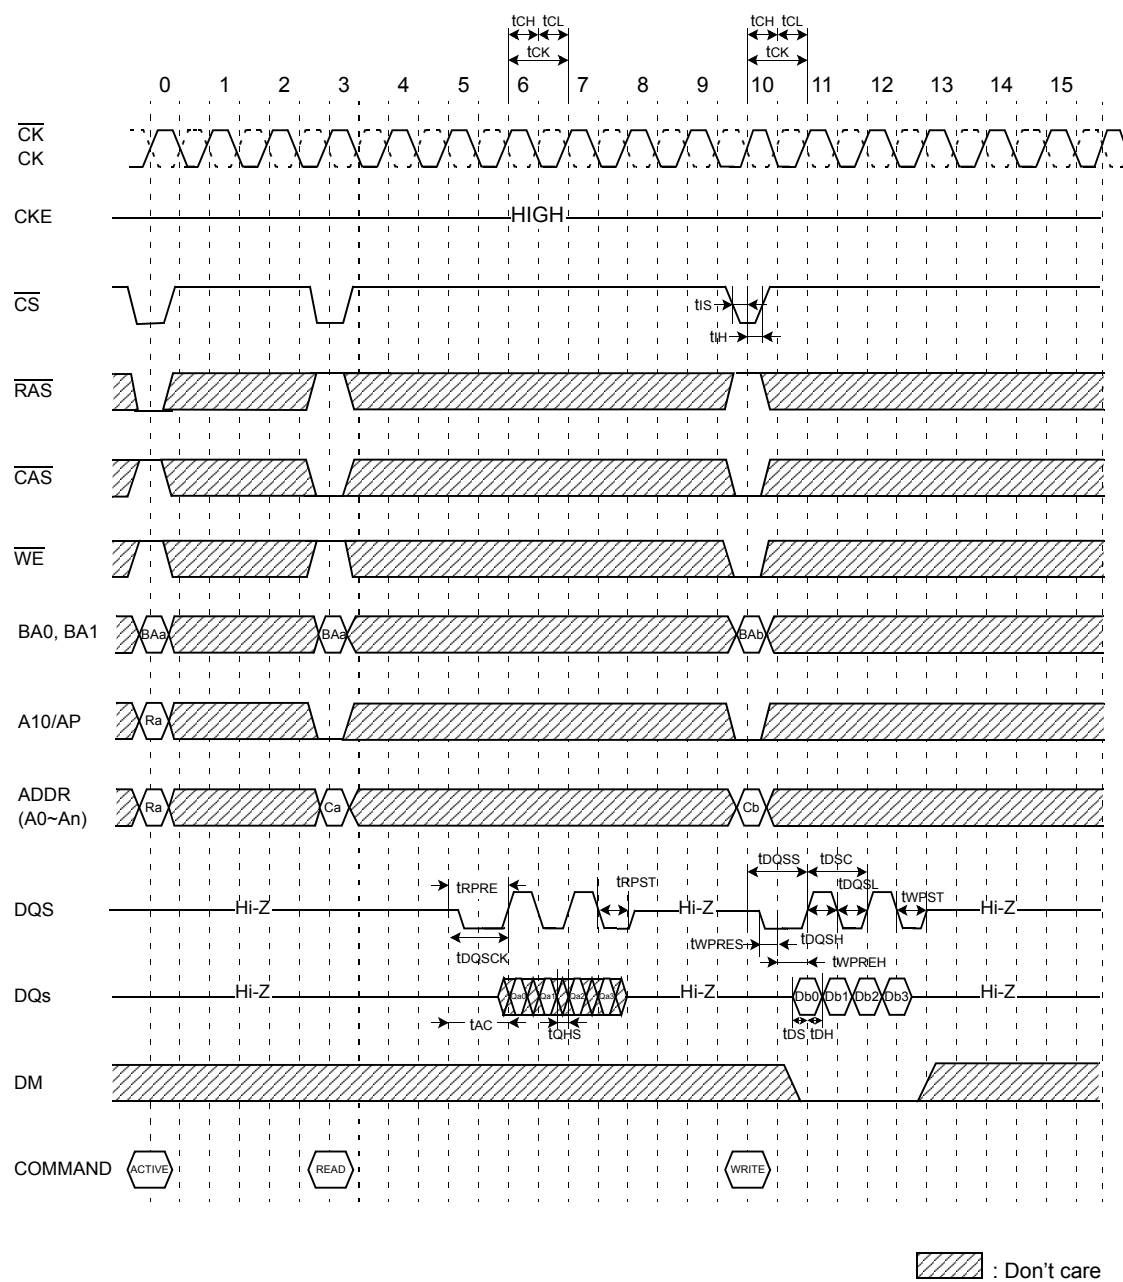 tCH tCL tCH tCL
tCK tCK
0 1 2 3 4 5 6 7 8 9 10 11 12 13 14 15
CK
CK
CKE HIGH
CS
tIS
tIH
RAS
CAS
WE
BA0, BA1 BAa BAa BAb
A10/AP Ra
ADDR
(A0~An) Ra Ca Cb
tDQSS tDSC
tRPRE tRPST tDQSL tWPST
DQS Hi-Z Hi-Z Hi-Z
tDQSCK tWPRES tDQSH
tWPREH
DQs Hi-Z Qa0 Qa1 Qa2 Qa3 Hi-Z Db0 Db1 Db2 Db3 Hi-Z
tAC tQHS tDS tDH
DM
COMMAND ACTIVE READ WRITE
: Don't care